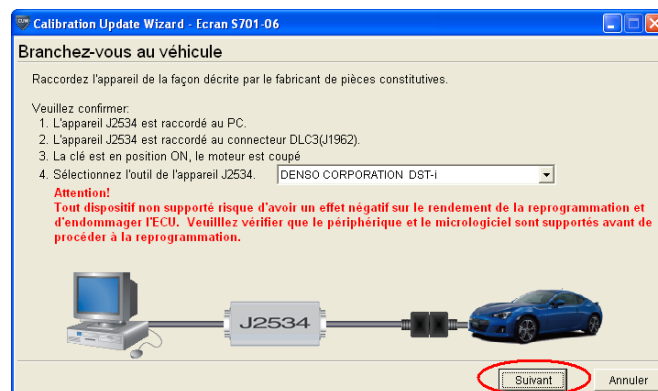 Calibration Update Wizard - Ecran S701-06
Branchez-vous au véhicule
Raccordez l'appareil de la façon décrite par le fabricant de pièces constitutives.
Veuillez confirmer:
1. L'appareil J2534 est raccordé au PC.
2. L'appareil J2534 est raccordé au connecteur DLC3(J1962).
3. La clé est en position ON, le moteur est coupé
4. Sélectionnez l'outil de l'appareil J2534. DENSO CORPORATION DST-i
Attention!
Tout dispositif non supporté risque d'avoir un effet négatif sur le rendement de la reprogrammation et
d'endommager l'ECU. Veuilllez vérifier que le périphérique et le micrologiciel sont supportés avant de
procéder à la reprogrammation.
J2534
Suivant Annuler